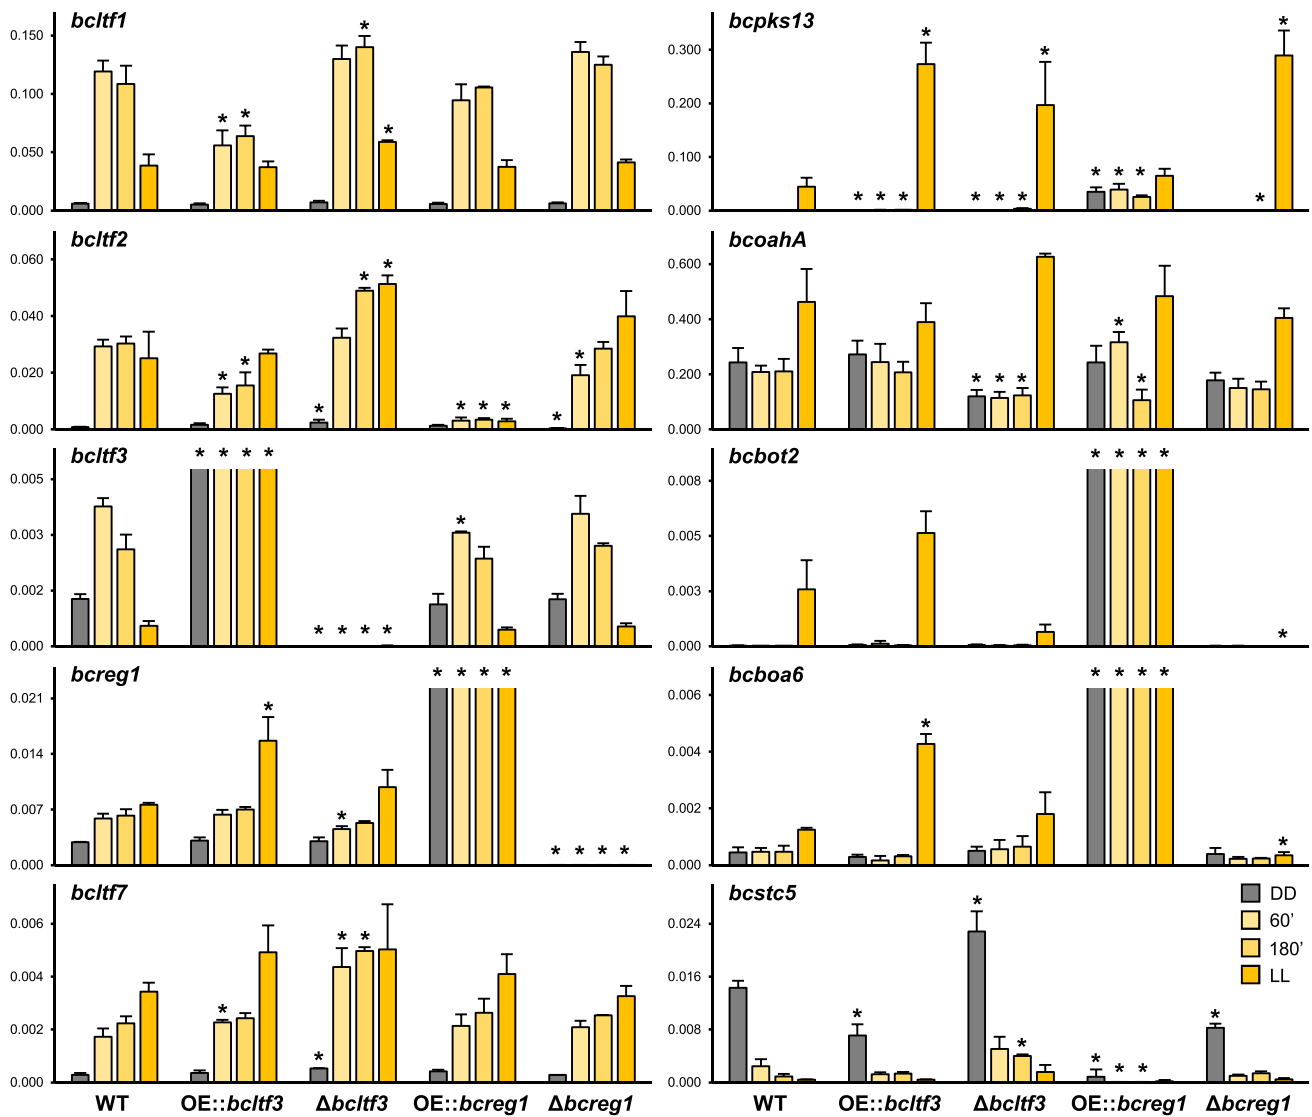 bcltf1
0.150
0.100
0.050
0.000
* * * *
bcpks13
0.300
0.200
0.100
0.000
* * * * * * * * * * * * * *
* *
bcltf2
0.060
0.040
0.020
0.000
* * * * * * * * * *
bcoahA
0.600
0.400
0.200
0.000
* * * * *
bcltf3
0.005
0.003
0.002
0.000
* * * * * * * * *
bcbot2
0.008
0.005
0.003
0.000
* * * * *
bcreg1
0.021
0.014
0.007
0.000
* * * * * * * * * *
bcboa6
0.006
0.004
0.002
0.000
* * * * * *
bcltf7
0.006
0.004
0.002
0.000
* * * *
bcstc5
0.024
0.016
0.008
0.000
* * * * * * *
DD
60'
180'
LL
WT OE::bcltf3 Δbcltf3 OE::bcreg1 Δbcreg1
WT OE::bcltf3 Δbcltf3 OE::bcreg1 Δbcreg1